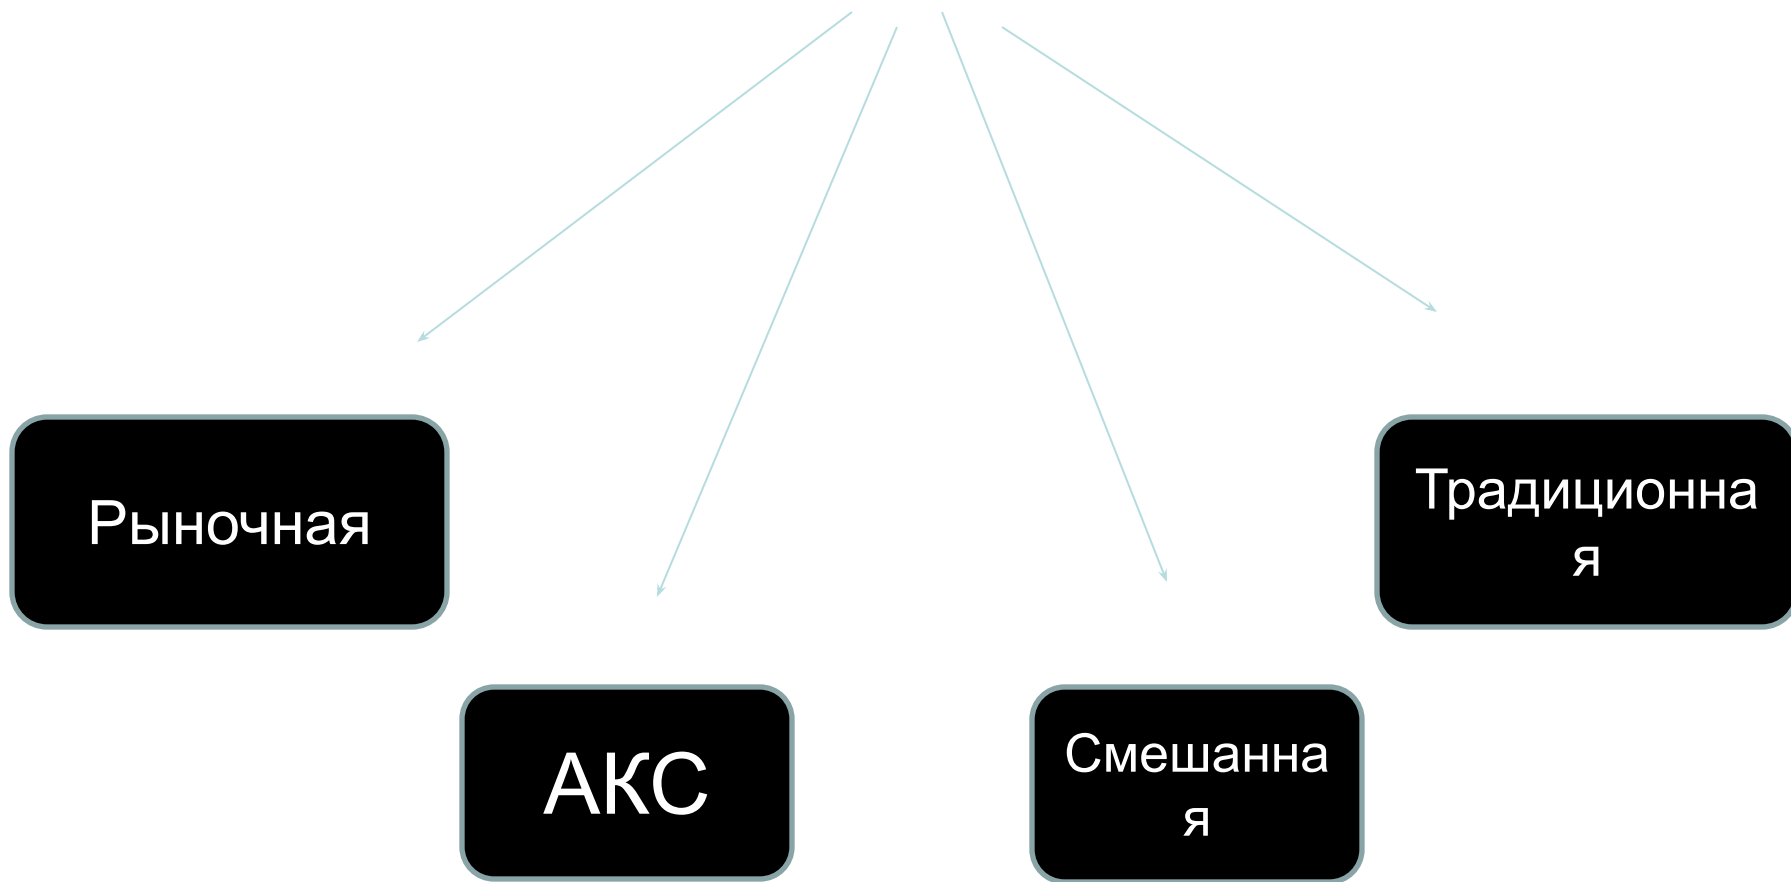 Рыночная
Традиционна
я
АКС
Смешанна
я